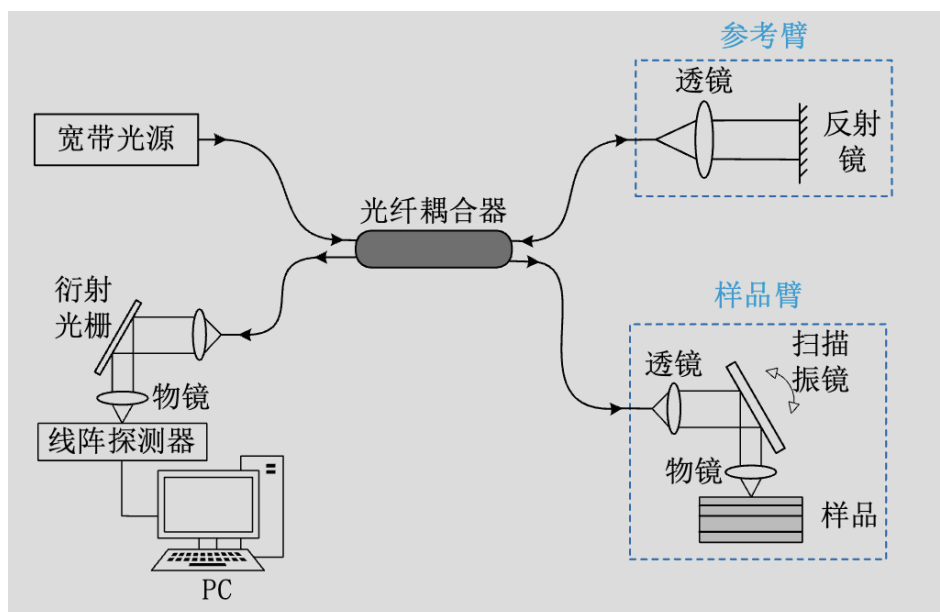 参考臂
透镜
反射
镜
宽带光源
光纤耦合器
衍射
光栅
物镜
线阵探测器
PC
样品臂
透镜
扫描
振镜
物镜
样品